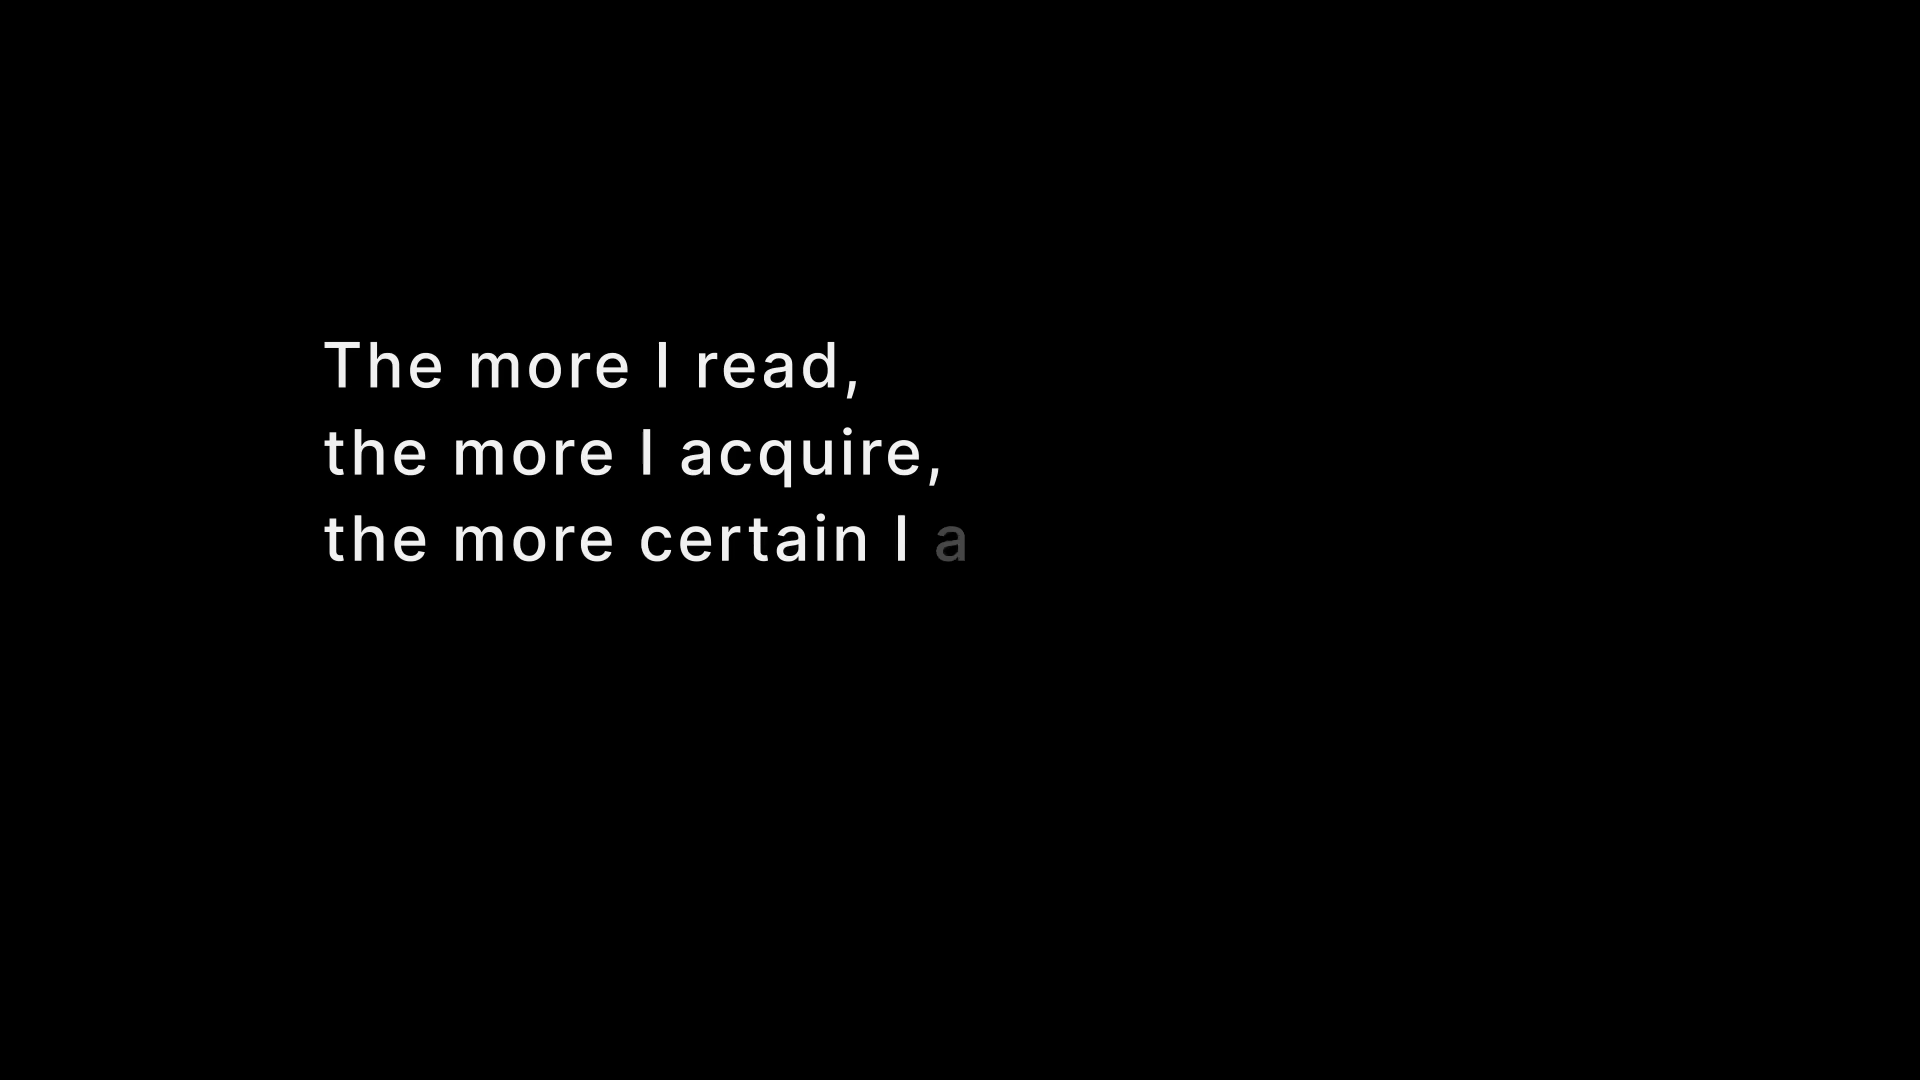 The more I read,
the more I acquire,
the more certain I a